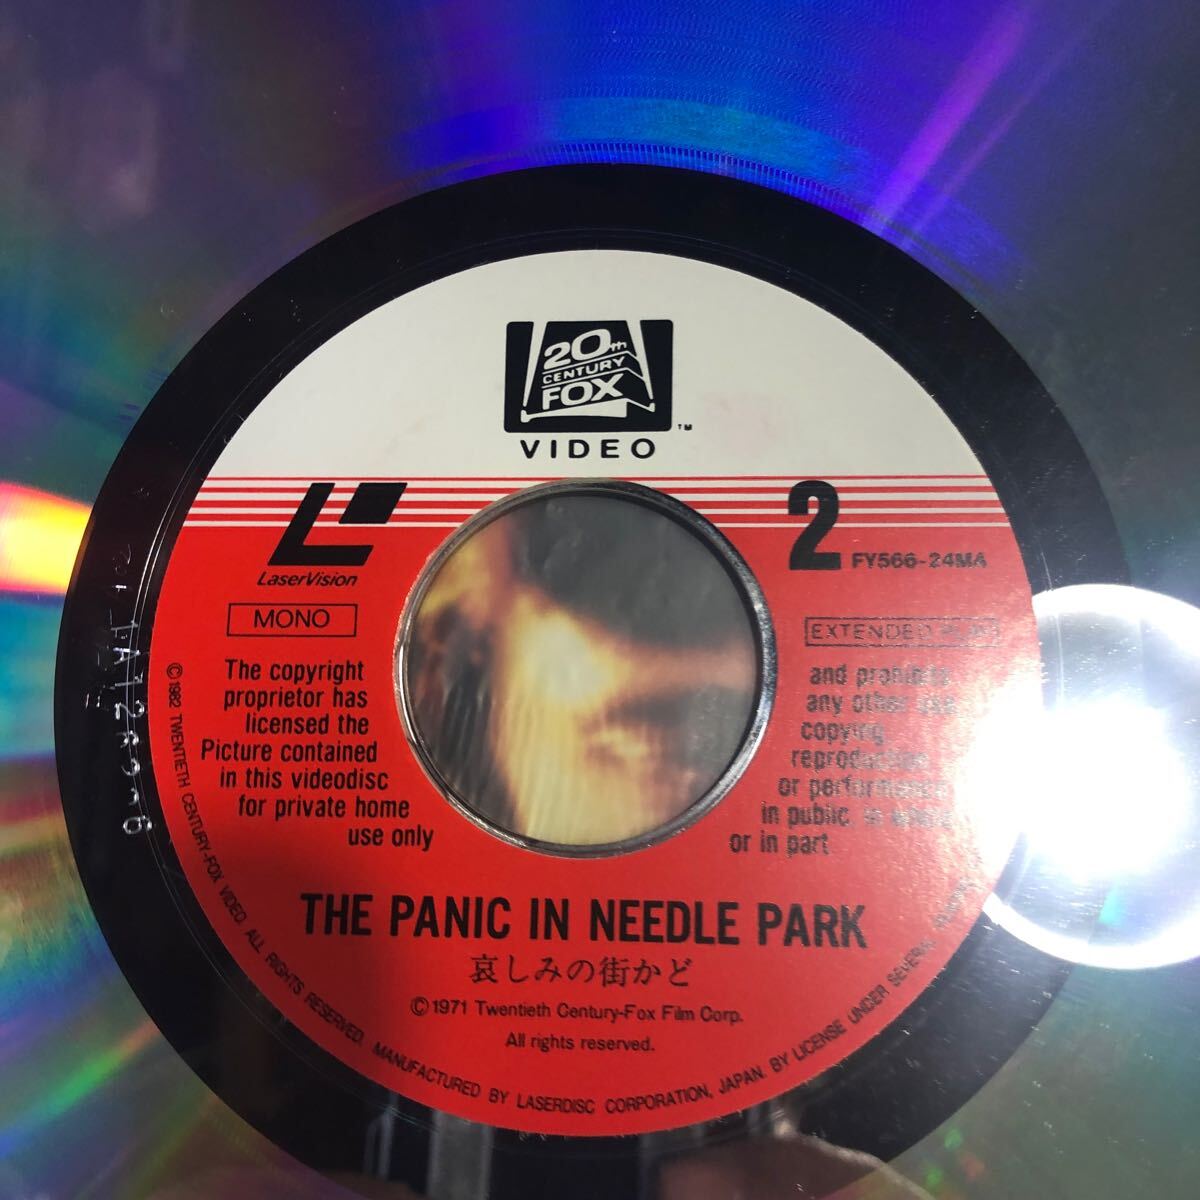 20th
CENTURY
FOX
TM
VIDEO
LaserVision
MONO
2
FY566-24MA
EXTENDED PLAY
The copyright
proprietor has
licensed the
Picture contained
in this videodisc
for private home
use only
and prohibits
any other use
copying
reproduction
or performance
in public, in whole
or in part
THE PANIC IN NEEDLE PARK
哀しみの街かど
©1971 Twentieth Century-Fox Film Corp.
All rights reserved.
©1982 TWENTIETH CENTURY-FOX VIDEO. ALL RIGHTS RESERVED. MANUFACTURED BY LASERDISC CORPORATION, JAPAN. BY LICENSE UNDER SEVERAL